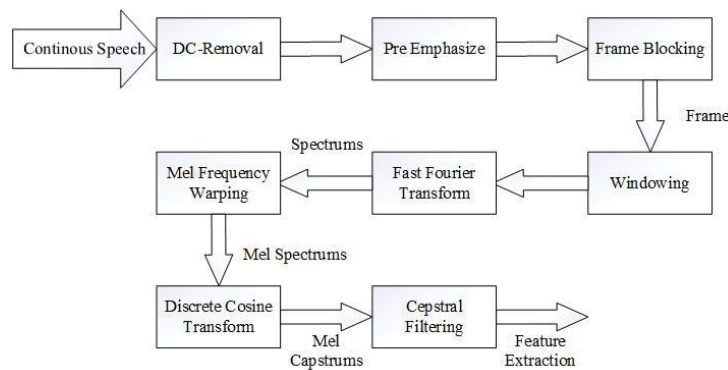 Continous Speech
DC-Removal
Pre Emphasize
Frame Blocking
Frame
Windowing
Fast Fourier
Transform
Spectrums
Mel Frequency
Warping
Mel Spectrums
Discrete Cosine
Transform
Mel
Capstrums
Cepstral
Filtering
Feature
Extraction